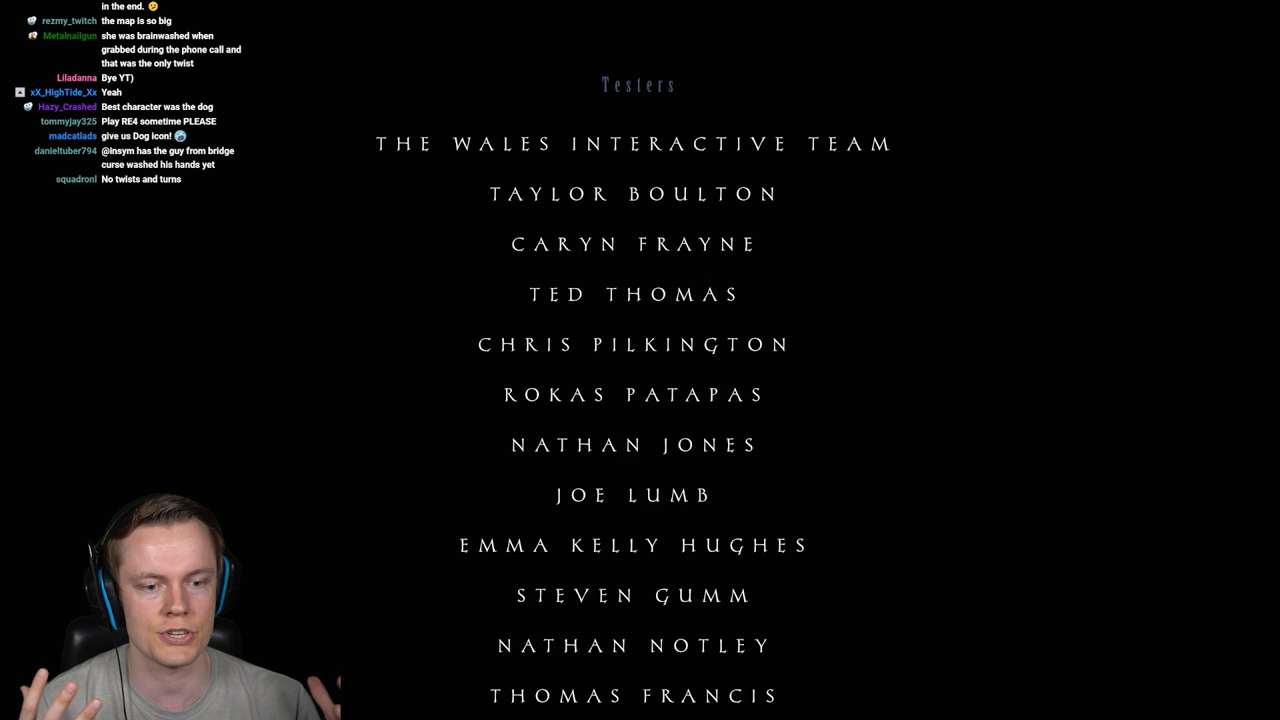 in the end.
rezmy_twitch the map is so big
Metalnailgun she was brainwashed when
grabbed during the phone call and
that was the only twist
Liladanna Bye YT)
xX_HighTide_Xx Yeah
Hazy_Crashed Best character was the dog
tommyjay325 Play RE4 sometime PLEASE
madcatlads give us Dog icon!
danieltuber794 @insym has the guy from bridge
curse washed his hands yet
squadronl No twists and turns
Testers
THE WALES INTERACTIVE TEAM
TAYLOR BOULTON
CARYN FRAYNE
TED THOMAS
CHRIS PILKINGTON
ROKAS PATAPAS
NATHAN JONES
JOE LUMB
EMMA KELLY HUGHES
STEVEN GUMM
NATHAN NOTLEY
THOMAS FRANCIS